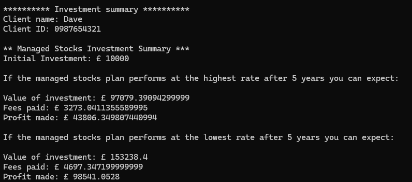 ********** Investment summary **********
Client name: Dave
Client ID: 0987654321
** Managed Stocks Investment Summary ***
Initial Investment: £ 10000
If the managed stocks plan performs at the highest rate after 5 years you can expect:
Value of investment: £ 97079.39094299999
Fees paid: £ 3273.0411355589995
Profit made: £ 43806.349807440994
If the managed stocks plan performs at the lowest rate after 5 years you can expect:
Value of investment: £ 153238.4
Fees paid: £ 4697.347199999999
Profit made: £ 98541.0528